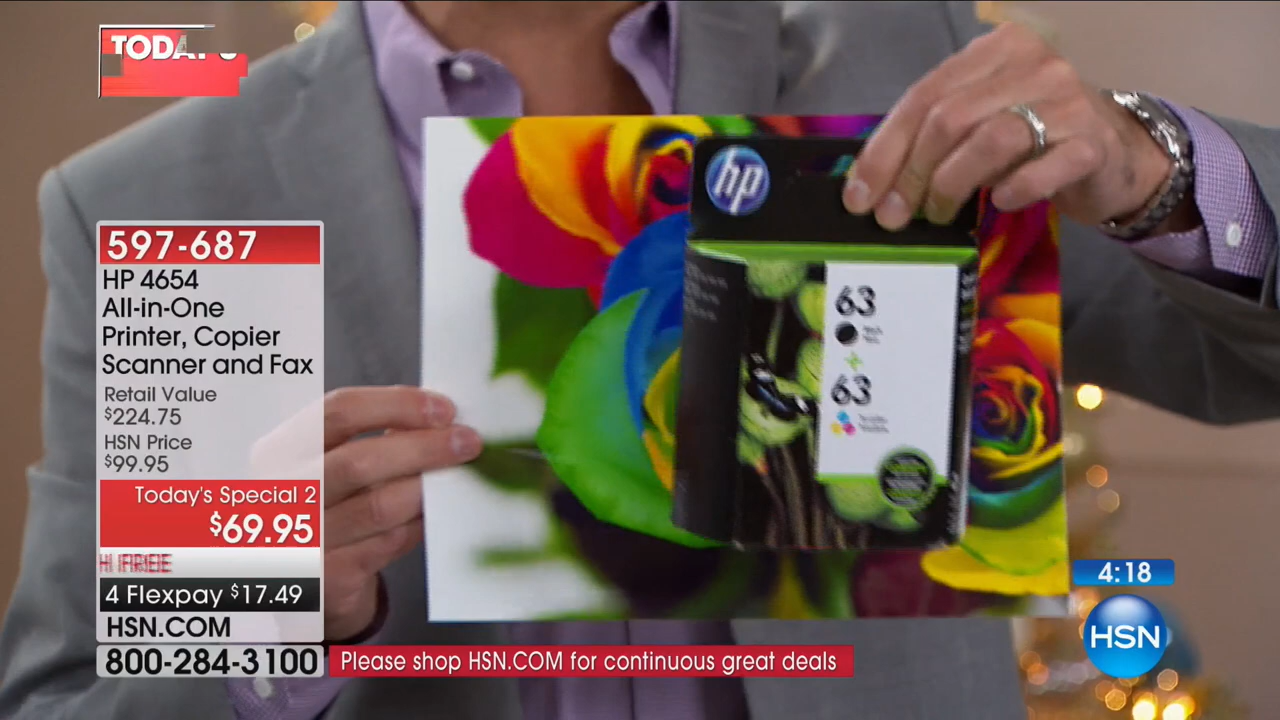 TODAY'S
hp
63
63
597-687
HP 4654
All-in-One
Printer, Copier
Scanner and Fax
Retail Value
$224.75
HSN Price
$99.95
Today's Special 2
$69.95
FREE
4 Flexpay $17.49
HSN.COM
800-284-3100
Please shop HSN.COM for continuous great deals
4:18
HSN